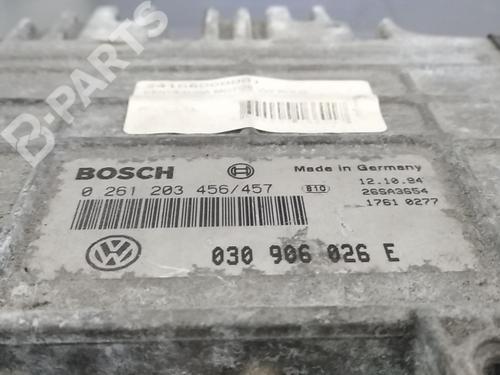 B-PARTS
BOSCH
Made in Germany
0 261 203 456/457
B10
12.10.94
26SA3654
1761 0277
030 906 026 E